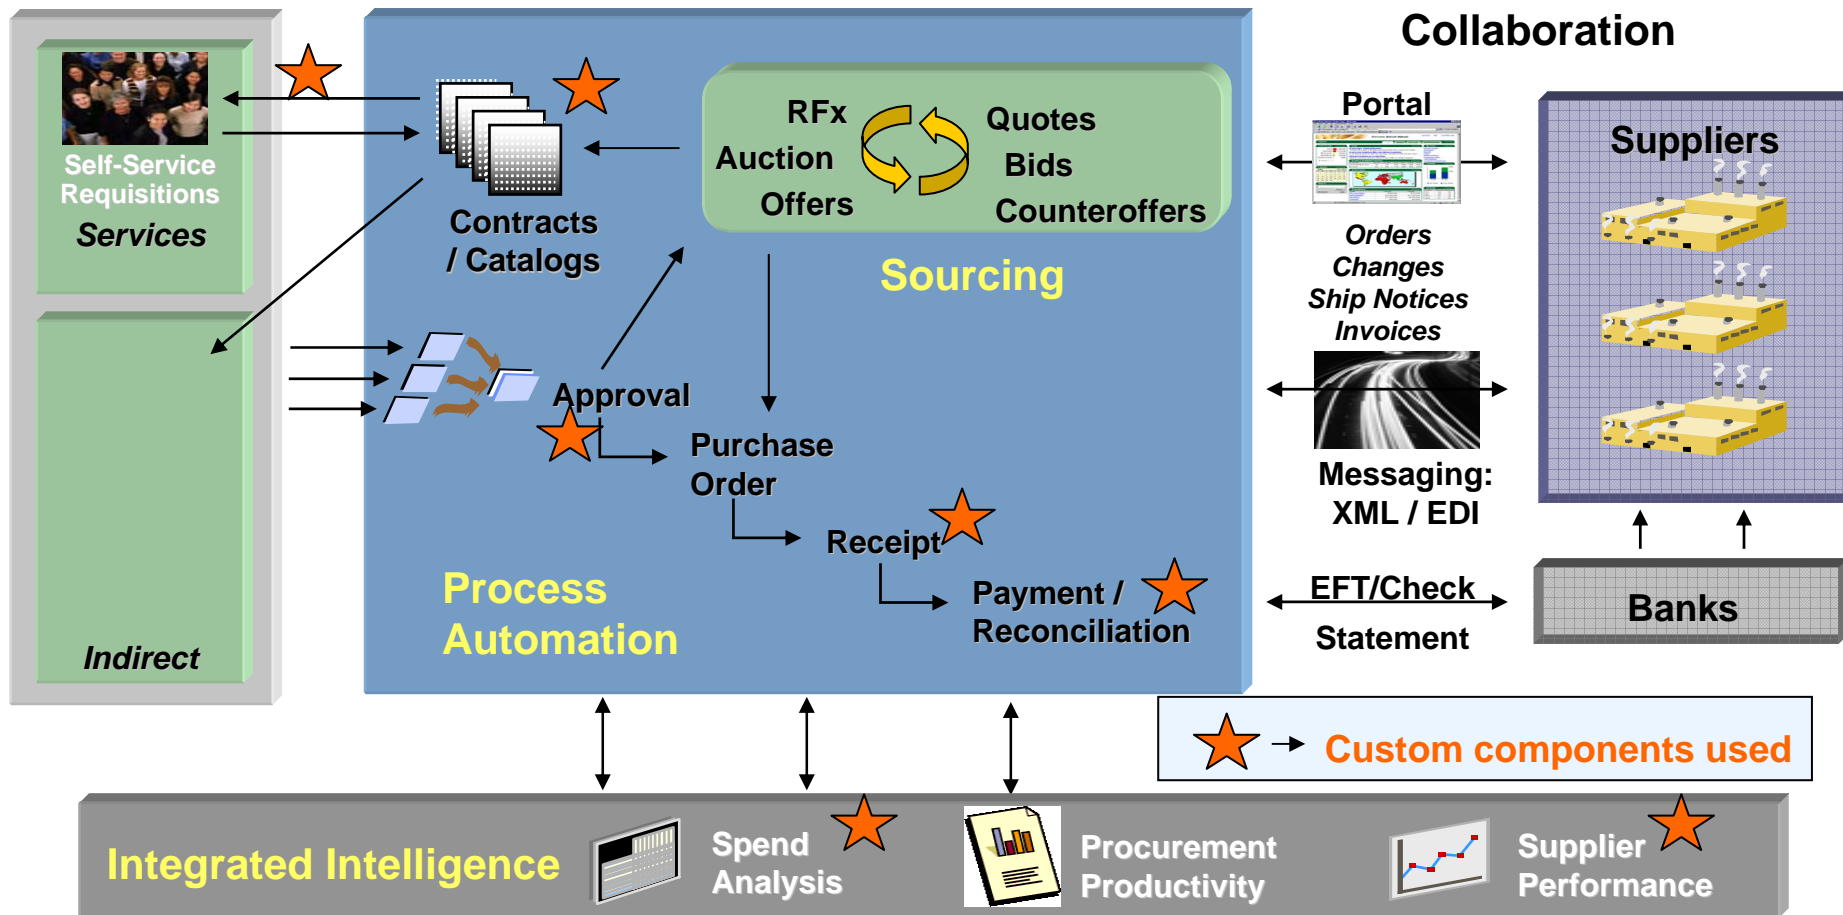 Collaboration
Self-Service
Requisitions
Services
Indirect
Contracts
/ Catalogs
RFx
Auction
Offers
Quotes
Bids
Counteroffers
Sourcing
Approval
Purchase
Order
Receipt
Payment /
Reconciliation
Process
Automation
Portal
Orders
Changes
Ship Notices
Invoices
Messaging:
XML / EDI
EFT/Check
Statement
Suppliers
Banks
Custom components used
Integrated Intelligence
Spend
Analysis
Procurement
Productivity
Supplier
Performance